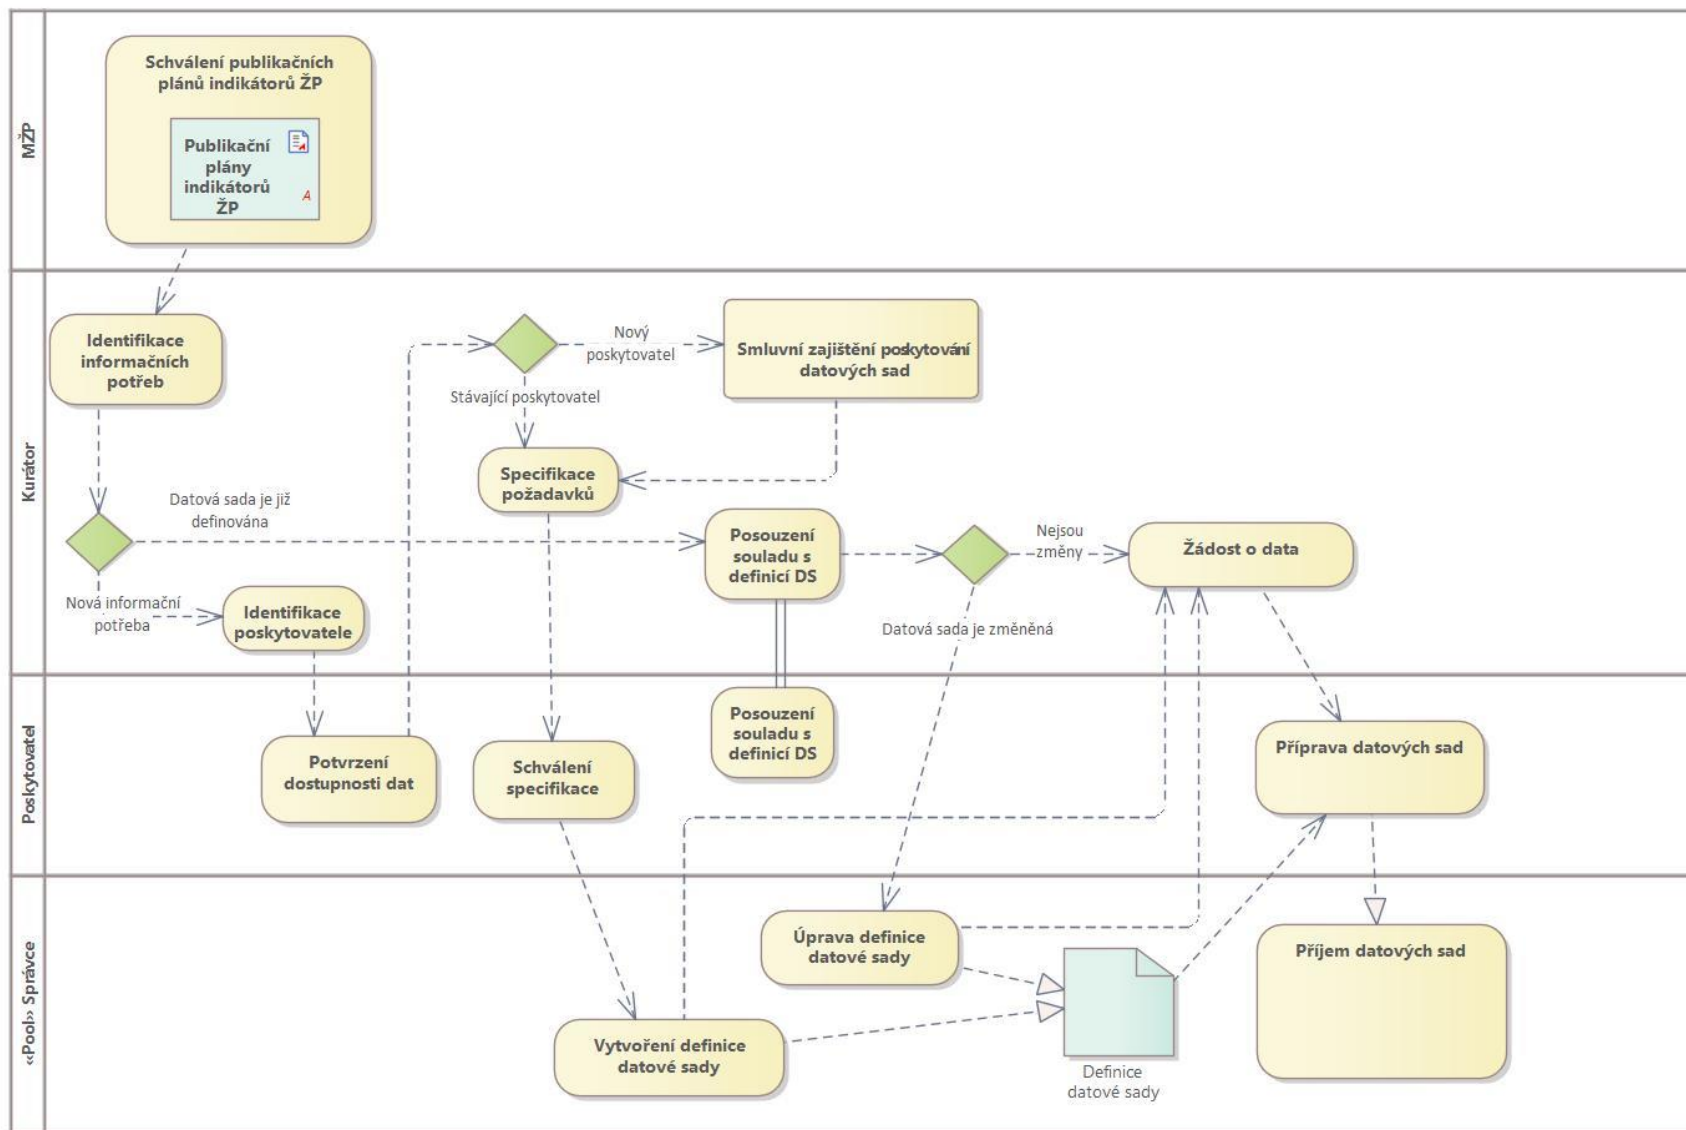 MŽP
Schválení publikačních
plánů indikátorů ŽP
Publikační
plány
indikátorů
ŽP
A
Kurátor
Identifikace
informačních
potřeb
Nový
poskytovatel
Smluvní zajištění poskytování
datových sad
Stávající poskytovatel
Specifikace
požadavků
Datová sada je již
definována
Posouzení
souladu s
definicí DS
Nejsou
změny
Žádost o data
Nová informační
potřeba
Identifikace
poskytovatele
Datová sada je změněná
Poskytovatel
Potvrzení
dostupnosti dat
Schválení
specifikace
Posouzení
souladu s
definicí DS
Příprava datových sad
«Pool» Správce
Úprava definice
datové sady
Příjem datových sad
Vytvoření definice
datové sady
Definice
datové sady